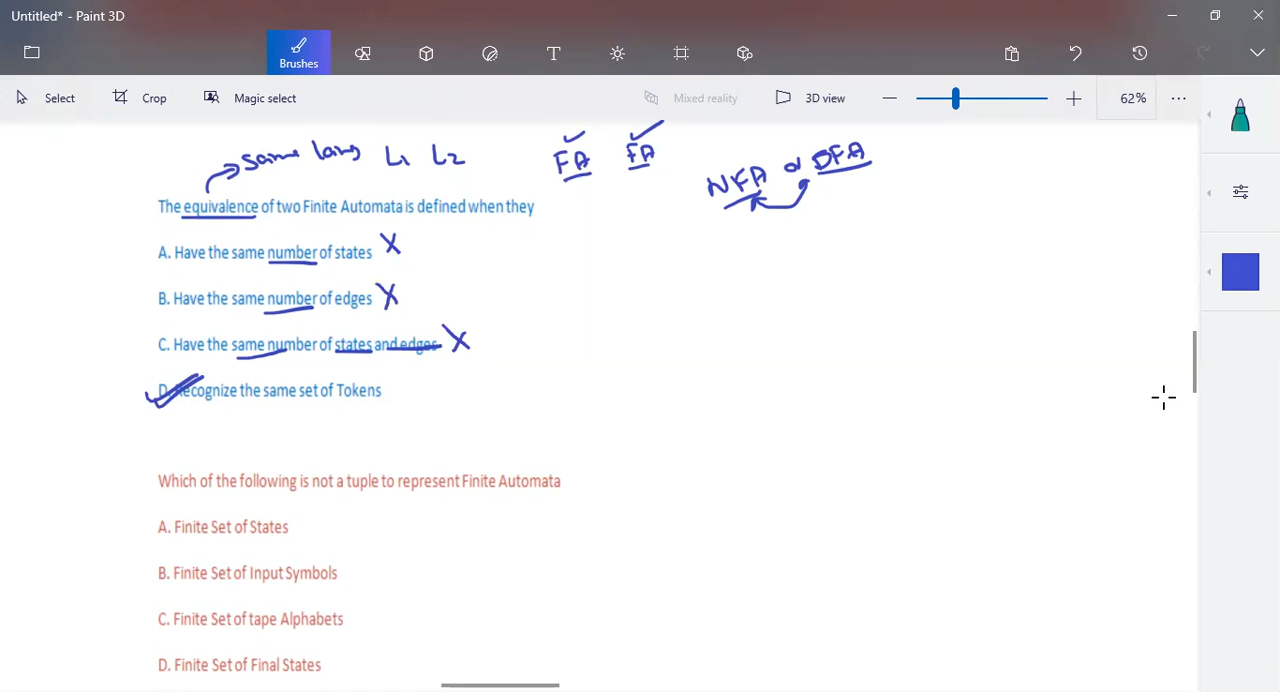 Untitled* - Paint 3D
Brushes
Select Crop Magic select Mixed reality 3D view 62%
same lang L1 L2 FA FA NFA or DFA
The equivalence of two Finite Automata is defined when they
A. Have the same number of states X
B. Have the same number of edges X
C. Have the same number of states and edges X
D. Recognize the same set of Tokens
Which of the following is not a tuple to represent Finite Automata
A. Finite Set of States
B. Finite Set of Input Symbols
C. Finite Set of tape Alphabets
D. Finite Set of Final States